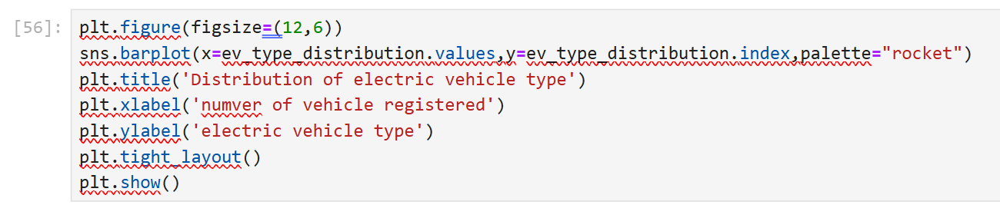 [56]: plt.figure(figsize=(12,6))
sns.barplot(x=ev_type_distribution.values,y=ev_type_distribution.index,palette="rocket")
plt.title('Distribution of electric vehicle type')
plt.xlabel('numver of vehicle registered')
plt.ylabel('electric vehicle type')
plt.tight_layout()
plt.show()